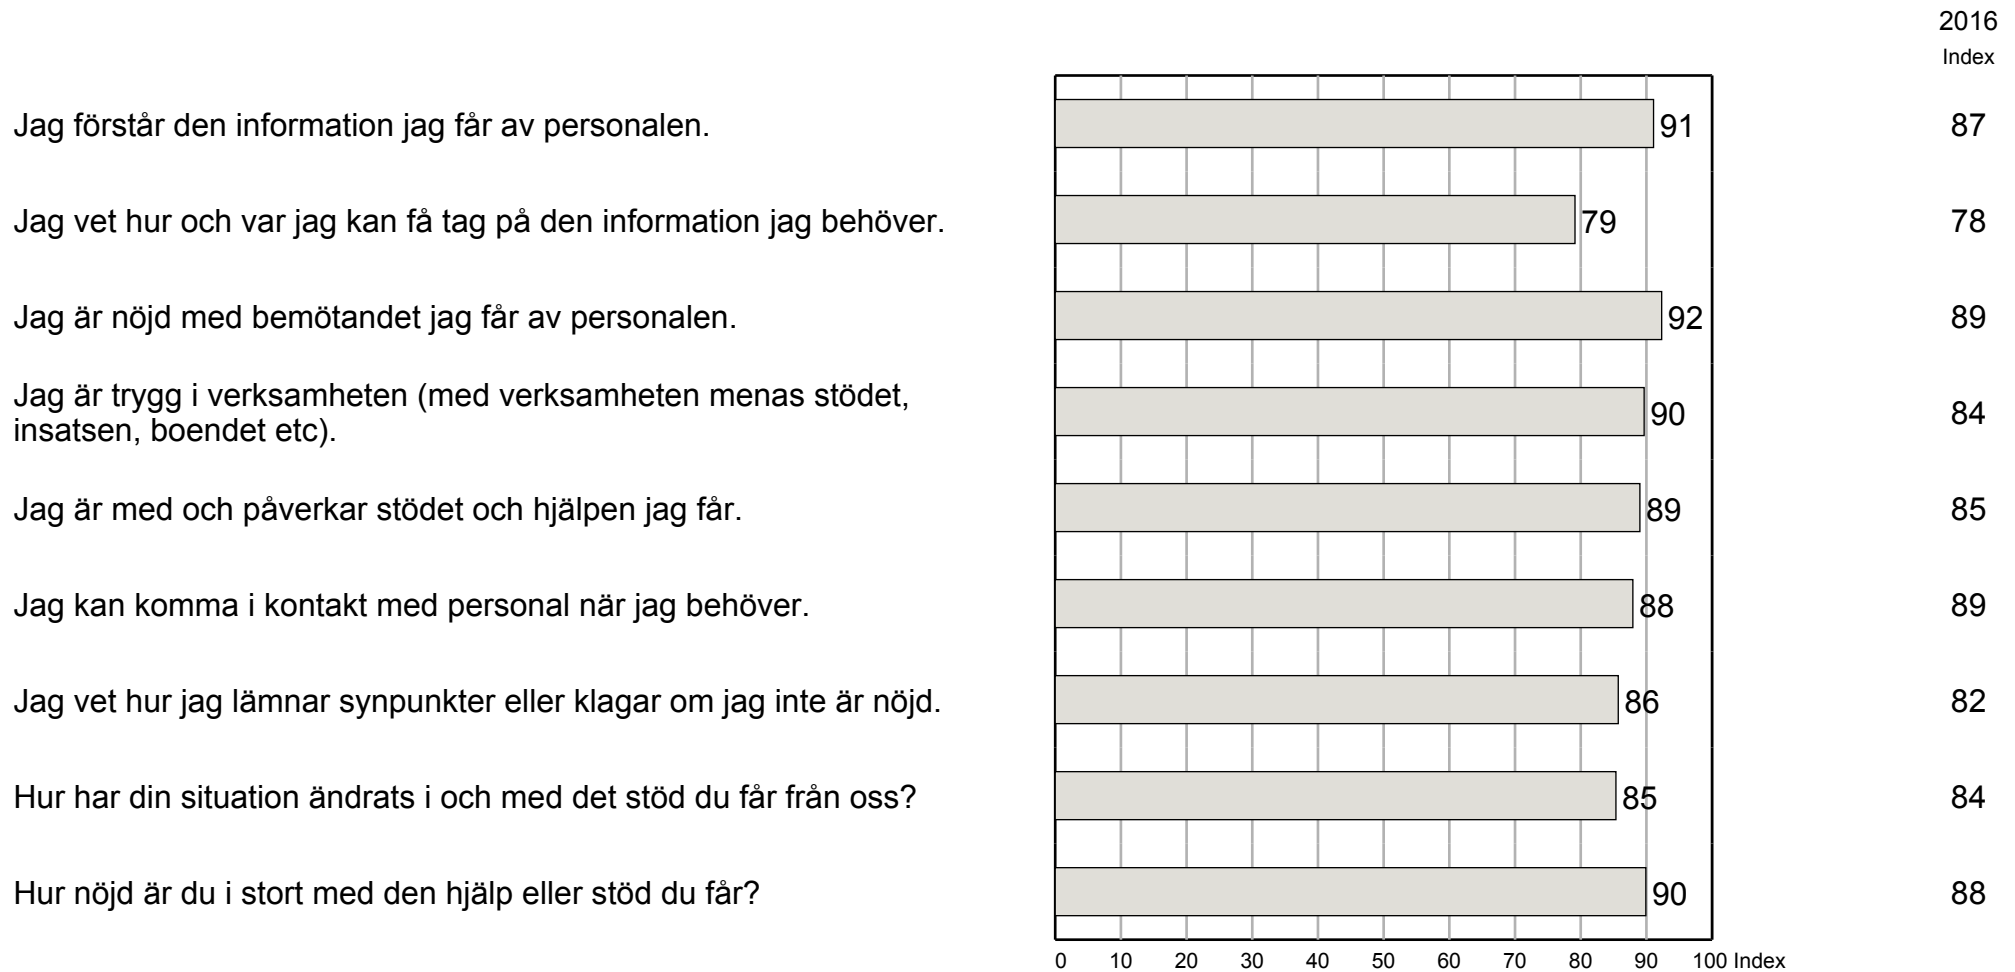 2016
Index
Jag förstår den information jag får av personalen. 91 87
Jag vet hur och var jag kan få tag på den information jag behöver. 79 78
Jag är nöjd med bemötandet jag får av personalen. 92 89
Jag är trygg i verksamheten (med verksamheten menas stödet,
insatsen, boendet etc). 90 84
Jag är med och påverkar stödet och hjälpen jag får. 89 85
Jag kan komma i kontakt med personal när jag behöver. 88 89
Jag vet hur jag lämnar synpunkter eller klagar om jag inte är nöjd. 86 82
Hur har din situation ändrats i och med det stöd du får från oss? 85 84
Hur nöjd är du i stort med den hjälp eller stöd du får? 90 88
0 10 20 30 40 50 60 70 80 90 100 Index